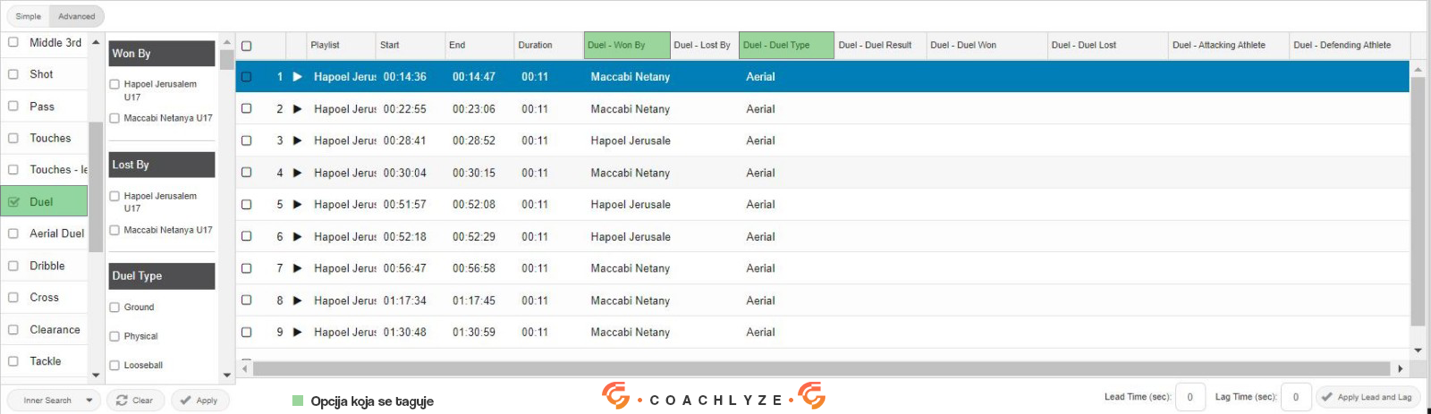 Simple Advanced
Middle 3rd
Shot
Pass
Touches
Touches - le
Duel
Aerial Duel
Dribble
Cross
Clearance
Tackle
Won By
Hapoel Jerusalem
U17
Maccabi Netanya U17
Lost By
Hapoel Jerusalem
U17
Maccabi Netanya U17
Duel Type
Ground
Physical
Looseball
Playlist Start End Duration Duel - Won By Duel - Lost By Duel - Duel Type Duel - Duel Result Duel - Duel Won Duel - Duel Lost Duel - Attacking Athlete Duel - Defending Athlete
1 Hapoel Jerus 00:14:36 00:14:47 00:11 Maccabi Netany Aerial
2 Hapoel Jerus 00:22:55 00:23:06 00:11 Maccabi Netany Aerial
3 Hapoel Jerus 00:28:41 00:28:52 00:11 Hapoel Jerusale Aerial
4 Hapoel Jerus 00:30:04 00:30:15 00:11 Maccabi Netany Aerial
5 Hapoel Jerus 00:51:57 00:52:08 00:11 Hapoel Jerusale Aerial
6 Hapoel Jerus 00:52:18 00:52:29 00:11 Hapoel Jerusale Aerial
7 Hapoel Jerus 00:56:47 00:56:58 00:11 Maccabi Netany Aerial
8 Hapoel Jerus 01:17:34 01:17:45 00:11 Maccabi Netany Aerial
9 Hapoel Jerus 01:30:48 01:30:59 00:11 Maccabi Netany Aerial
Inner Search Clear Apply
Opcija koja se taguje
• COACHLYZE •
Lead Time (sec): 0 Lag Time (sec): 0 Apply Lead and Lag